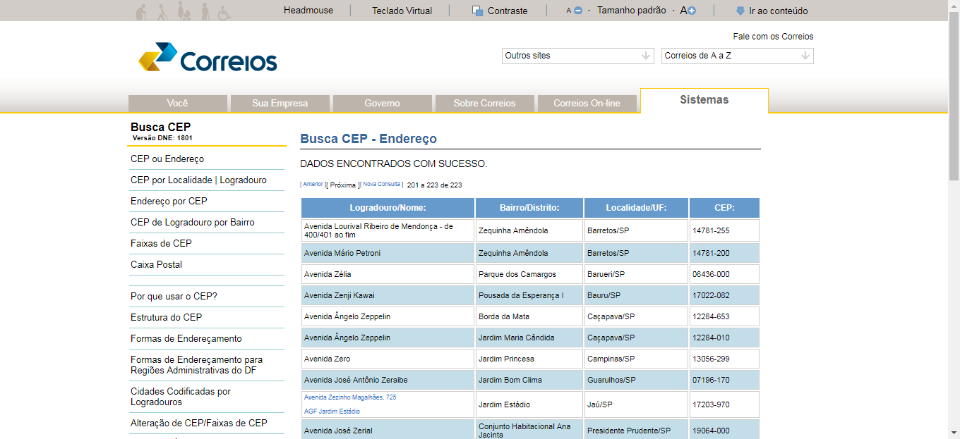 Headmouse | Teclado Virtual | Contraste | A - Tamanho padrão - A | Ir ao conteúdo
Fale com os Correios
Correios
Outros sites
Correios de A a Z
Você
Sua Empresa
Governo
Sobre Correios
Correios On-line
Sistemas
Busca CEP
Versão DNE: 1801
CEP ou Endereço
CEP por Localidade | Logradouro
Endereço por CEP
CEP de Logradouro por Bairro
Faixas de CEP
Caixa Postal
Por que usar o CEP?
Estrutura do CEP
Formas de Endereçamento
Formas de Endereçamento para
Regiões Administrativas do DF
Cidades Codificadas por
Logradouros
Alteração de CEP/Faixas de CEP
Busca CEP - Endereço
DADOS ENCONTRADOS COM SUCESSO.
[ Anterior ][ Próxima ][ Nova Consulta ] 201 a 223 de 223
Logradouro/Nome: Bairro/Distrito: Localidade/UF: CEP:
Avenida Lourival Ribeiro de Mendonça - de
400/401 ao fim
Zequinha Amêndola Barretos/SP 14781-255
Avenida Mário Petroni Zequinha Amêndola Barretos/SP 14781-200
Avenida Zélia Parque dos Camargos Barueri/SP 06436-000
Avenida Zenji Kawai Pousada da Esperança I Bauru/SP 17022-082
Avenida Ângelo Zeppelin Borda da Mata Caçapava/SP 12284-653
Avenida Ângelo Zeppelin Jardim Maria Cândida Caçapava/SP 12284-010
Avenida Zero Jardim Princesa Campinas/SP 13056-299
Avenida José Antônio Zeraibe Jardim Bom Clima Guarulhos/SP 07196-170
Avenida Zezinho Magalhães, 725
AGF Jardim Estádio
Jardim Estádio Jaú/SP 17203-970
Avenida José Zerial
Conjunto Habitacional Ana
Jacinta
Presidente Prudente/SP 19064-000